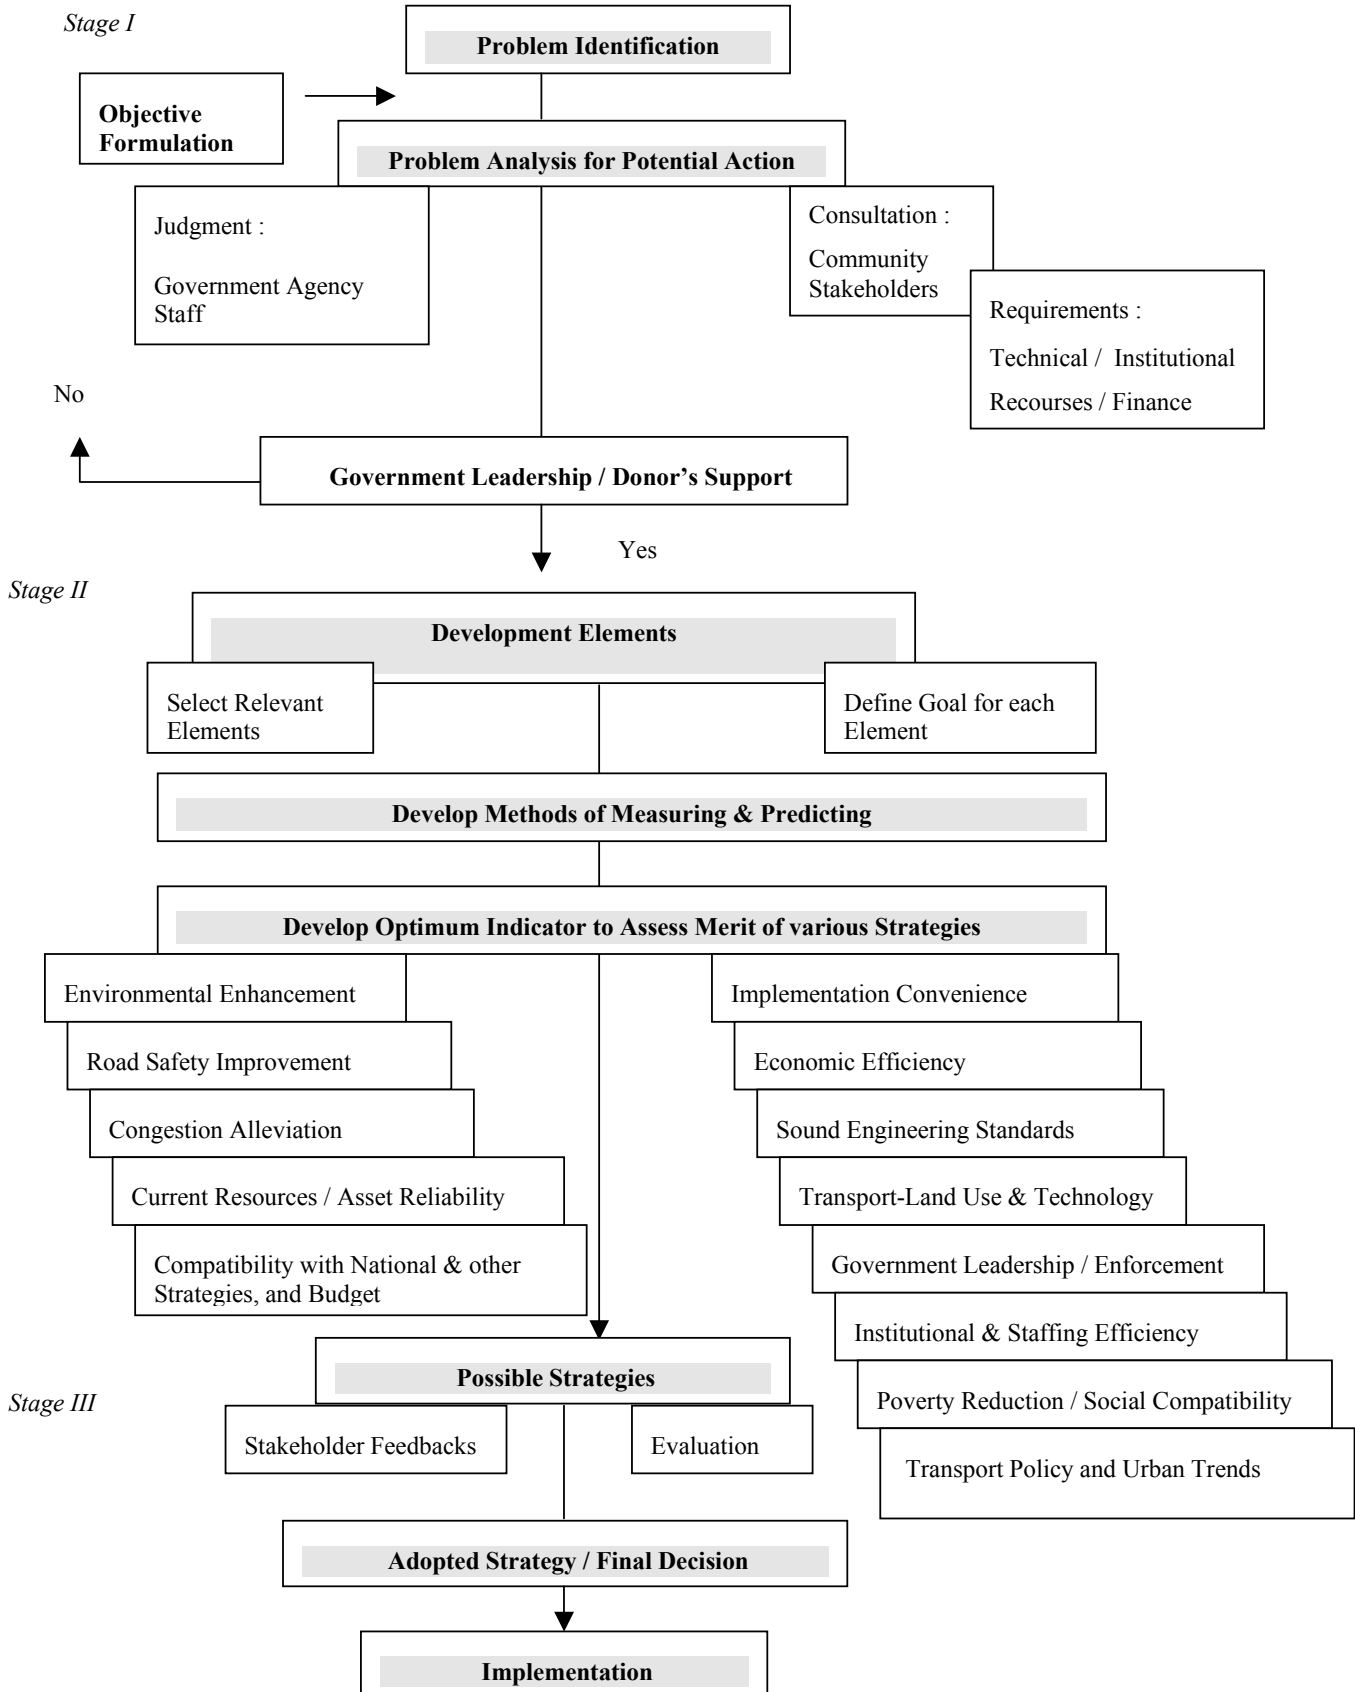 Stage I
Problem Identification
Objective
Formulation
Problem Analysis for Potential Action
Judgment :
Government Agency
Staff
Consultation :
Community
Stakeholders
Requirements :
Technical / Institutional
Recourses / Finance
No
Government Leadership / Donor’s Support
Yes
Stage II
Development Elements
Select Relevant
Elements
Define Goal for each
Element
Develop Methods of Measuring & Predicting
Develop Optimum Indicator to Assess Merit of various Strategies
Environmental Enhancement
Road Safety Improvement
Congestion Alleviation
Current Resources / Asset Reliability
Compatibility with National & other
Strategies, and Budget
Implementation Convenience
Economic Efficiency
Sound Engineering Standards
Transport-Land Use & Technology
Government Leadership / Enforcement
Institutional & Staffing Efficiency
Poverty Reduction / Social Compatibility
Transport Policy and Urban Trends
Stage III
Possible Strategies
Stakeholder Feedbacks
Evaluation
Adopted Strategy / Final Decision
Implementation